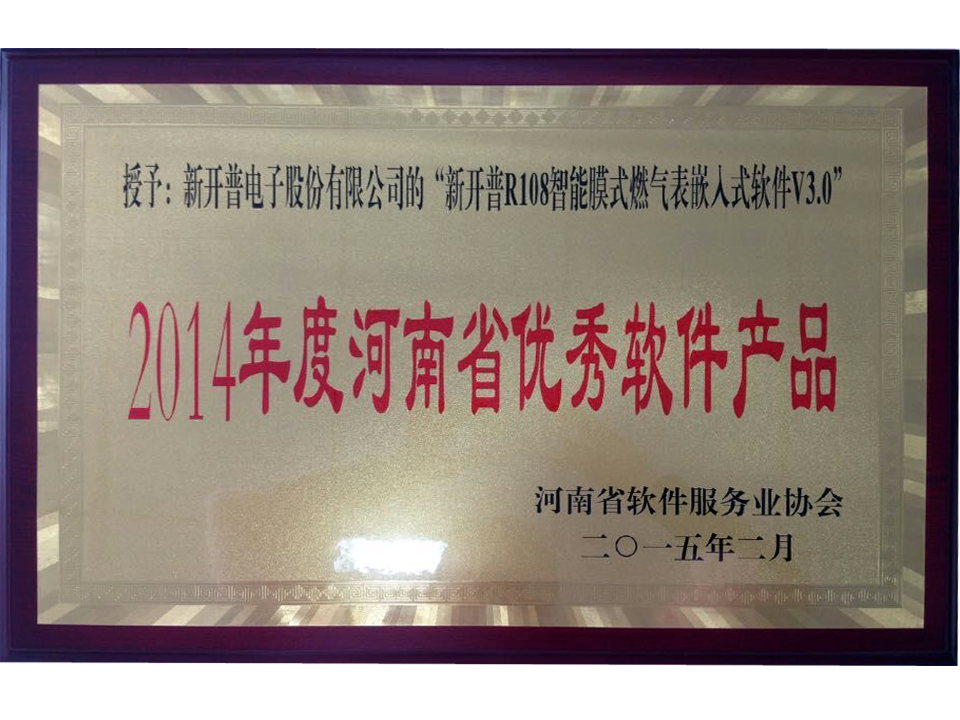 授予：新开普电子股份有限公司的“新开普R108智能膜式燃气表嵌入式软件V3.0”
2014年度河南省优秀软件产品
河南省软件服务业协会
二〇一五年二月